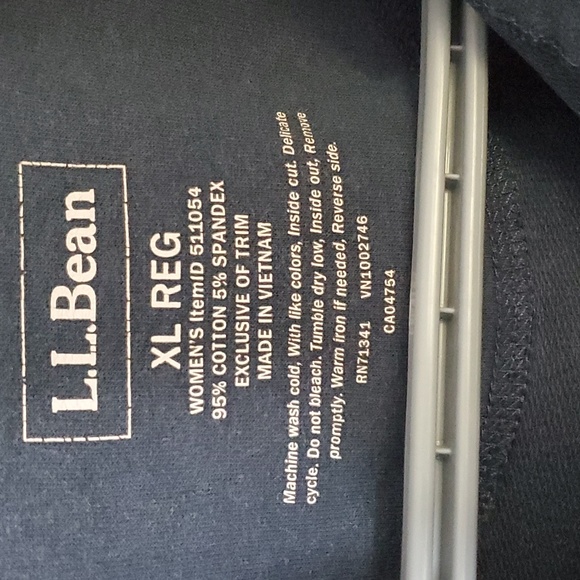 L.L.Bean
XL REG
WOMEN'S ItemID 511054
95% COTTON 5% SPANDEX
EXCLUSIVE OF TRIM
MADE IN VIETNAM
Machine wash cold, With like colors, Inside cut. Delicate
cycle. Do not bleach. Tumble dry low, Inside out, Remove
promptly. Warm iron if needed, Reverse side.
RN71341 VN1002746
CA04754